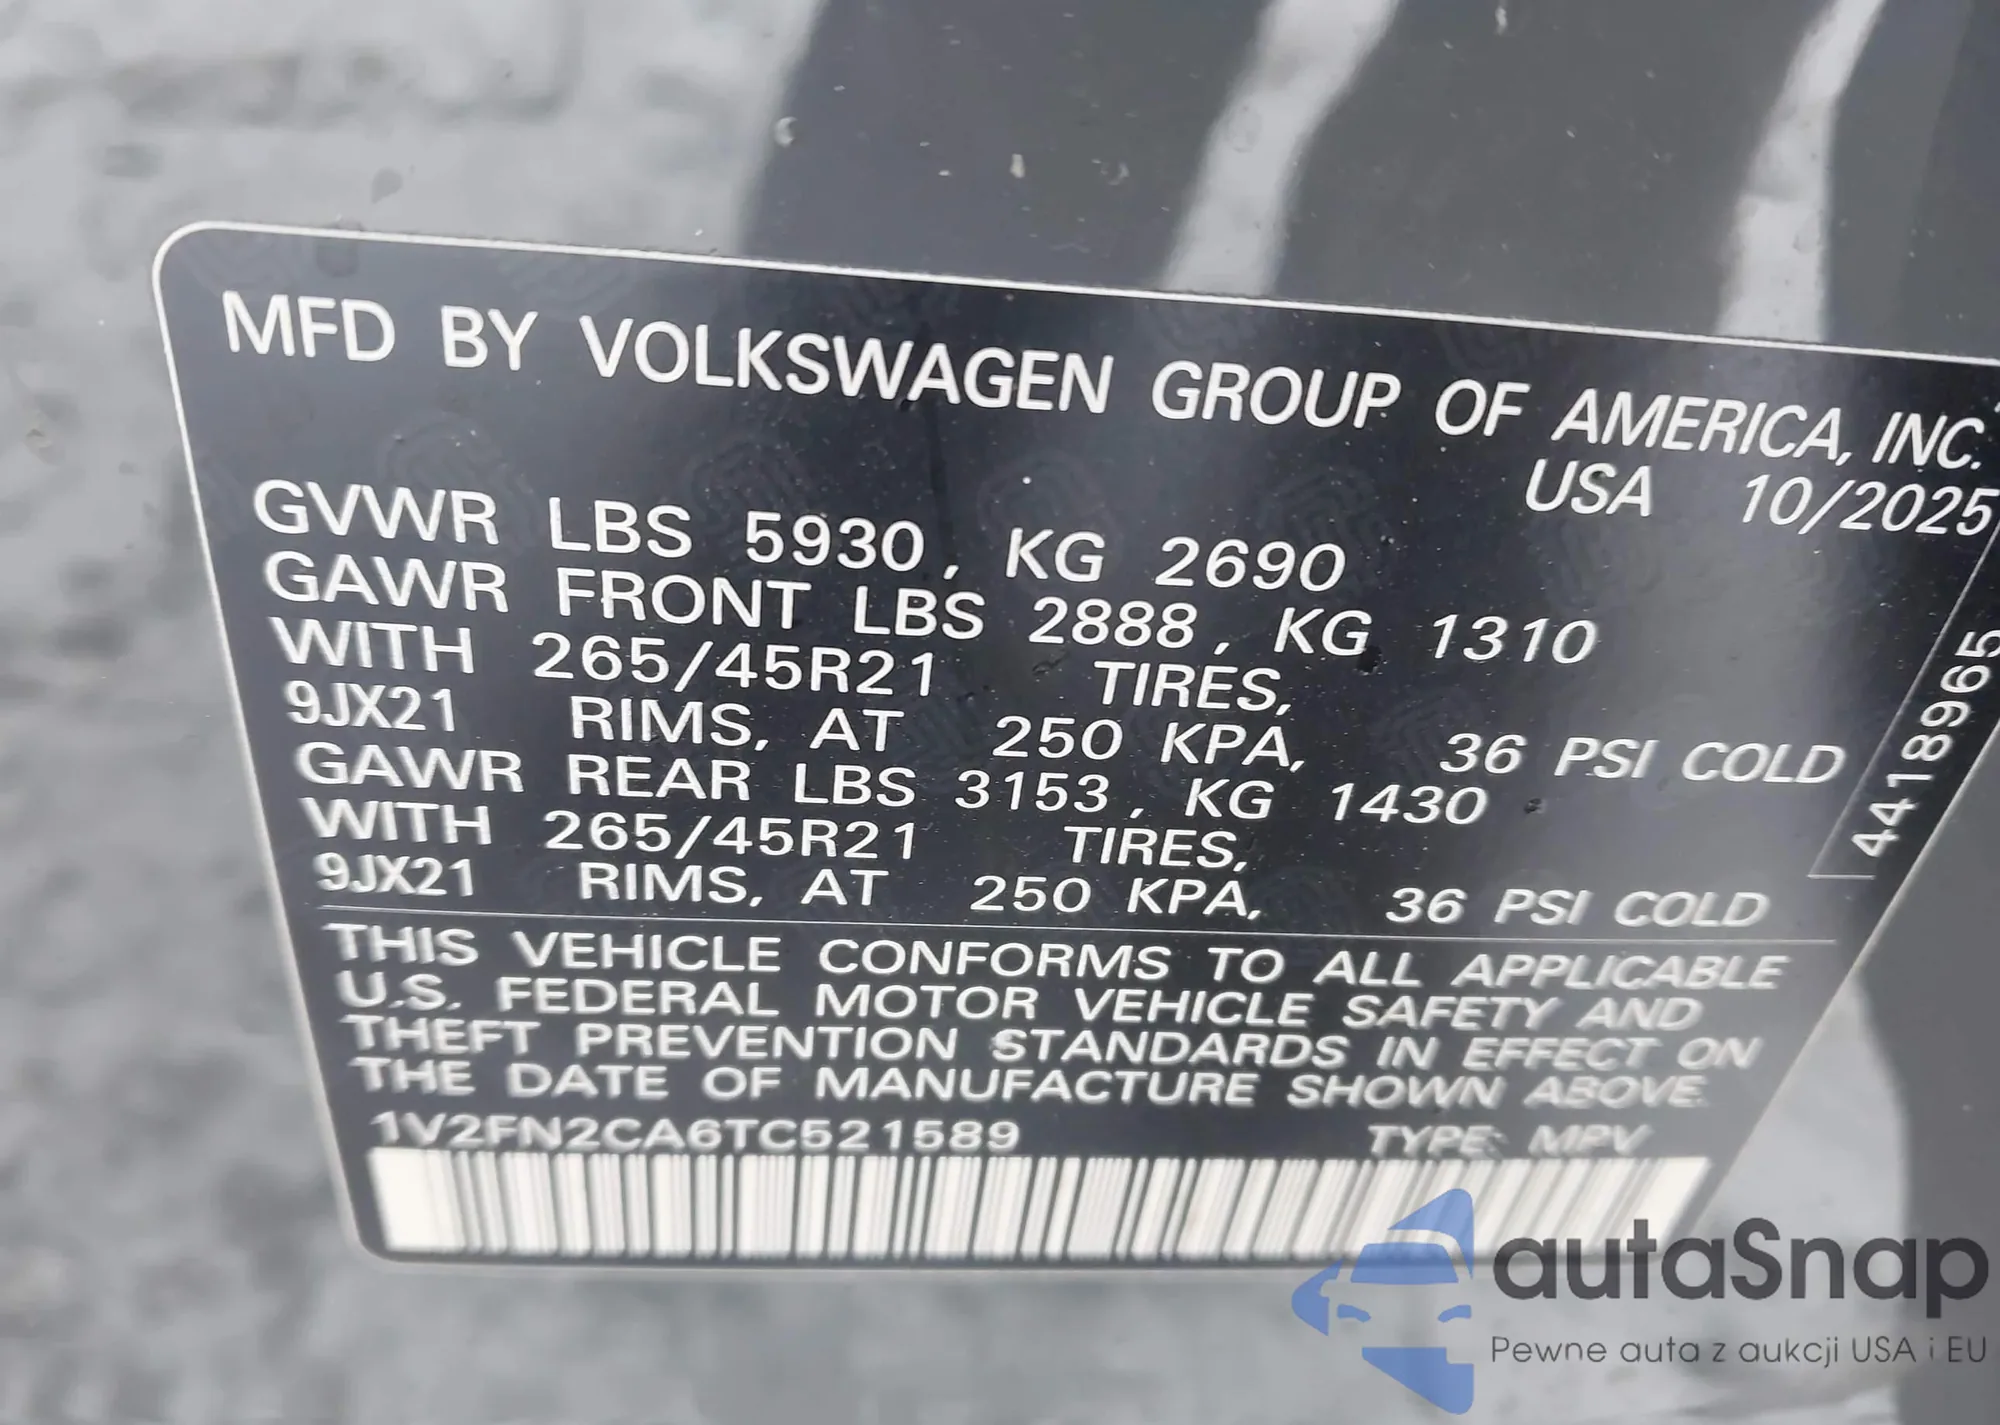 MFD BY VOLKSWAGEN GROUP OF AMERICA, INC.
USA 10/2025
GVWR LBS 5930, KG 2690
GAWR FRONT LBS 2888, KG 1310
WITH 265/45R21 TIRES,
9JX21 RIMS, AT 250 KPA, 36 PSI COLD
GAWR REAR LBS 3153, KG 1430
WITH 265/45R21 TIRES,
9JX21 RIMS, AT 250 KPA, 36 PSI COLD
4418965
THIS VEHICLE CONFORMS TO ALL APPLICABLE
U.S. FEDERAL MOTOR VEHICLE SAFETY AND
THEFT PREVENTION STANDARDS IN EFFECT ON
THE DATE OF MANUFACTURE SHOWN ABOVE.
1V2FN2CA6TC521589 TYPE: MPV
autaSnap
Pewne auta z aukcji USA i EU